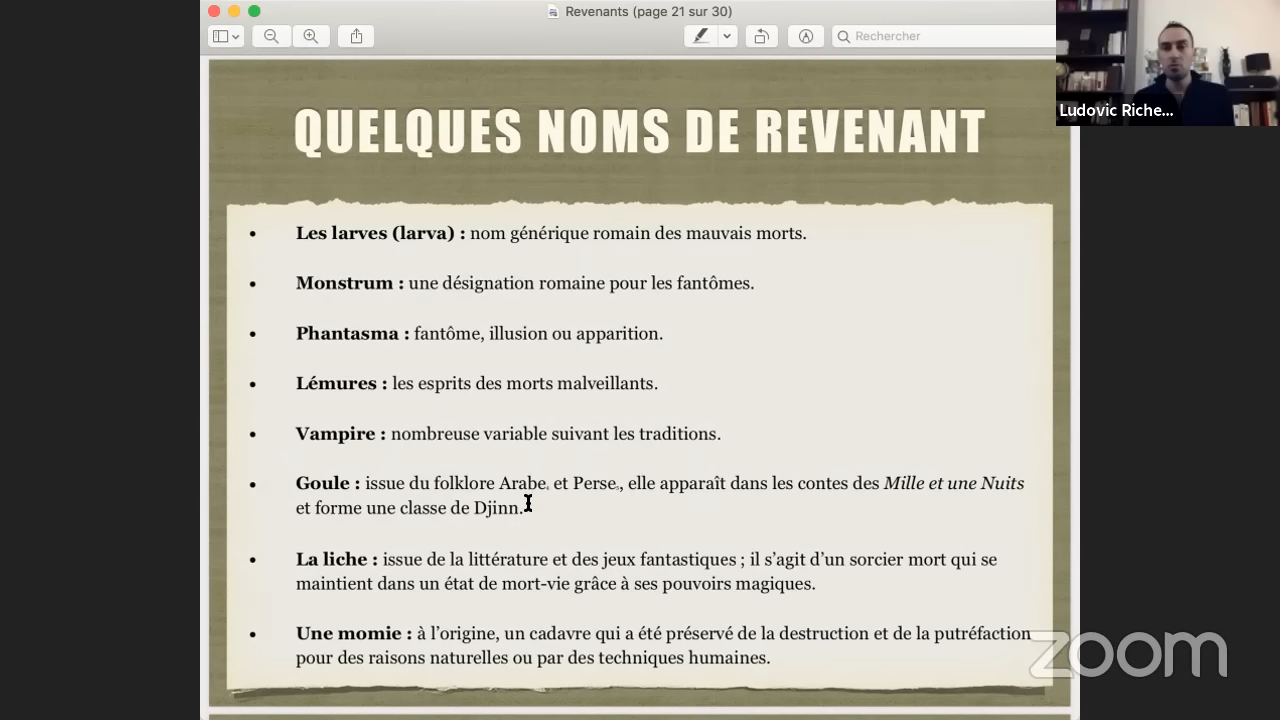 Revenants (page 21 sur 30)
Rechercher
Ludovic Riche...
QUELQUES NOMS DE REVENANT
• Les larves (larva) : nom générique romain des mauvais morts.
• Monstrum : une désignation romaine pour les fantômes.
• Phantasma : fantôme, illusion ou apparition.
• Lémures : les esprits des morts malveillants.
• Vampire : nombreuse variable suivant les traditions.
• Goule : issue du folklore Arabe et Perse, elle apparaît dans les contes des Mille et une Nuits
et forme une classe de Djinn.
• La liche : issue de la littérature et des jeux fantastiques ; il s’agit d’un sorcier mort qui se
maintient dans un état de mort-vie grâce à ses pouvoirs magiques.
• Une momie : à l’origine, un cadavre qui a été préservé de la destruction et de la putréfaction
pour des raisons naturelles ou par des techniques humaines.
zoom